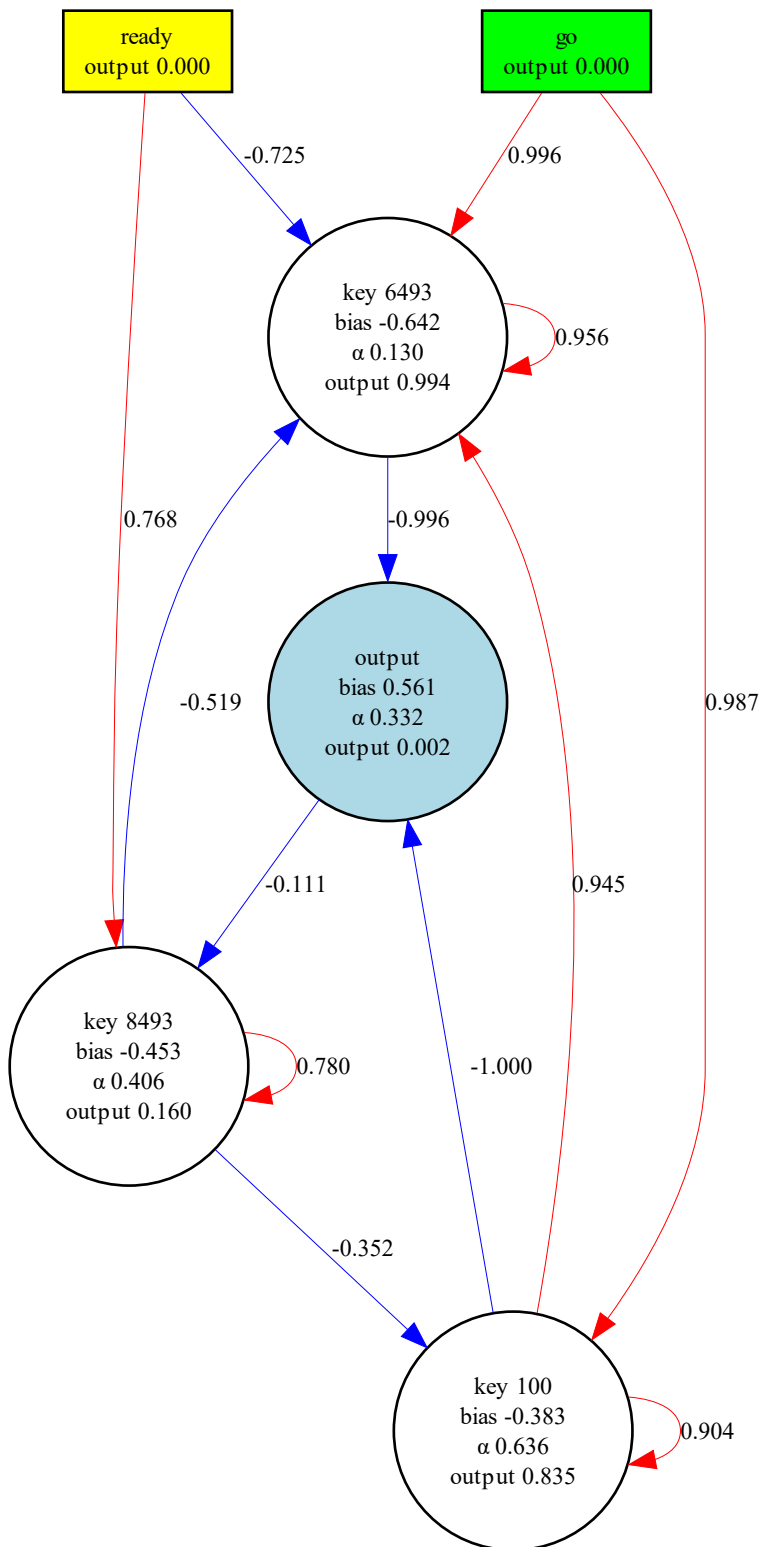 ready
output 0.000
go
output 0.000
-0.725
0.996
key 6493
bias -0.642
α 0.130
output 0.994
0.956
0.768
-0.996
-0.519
output
bias 0.561
α 0.332
output 0.002
0.987
-0.111
0.945
key 8493
bias -0.453
α 0.406
output 0.160
0.780
-1.000
-0.352
key 100
bias -0.383
α 0.636
output 0.835
0.904